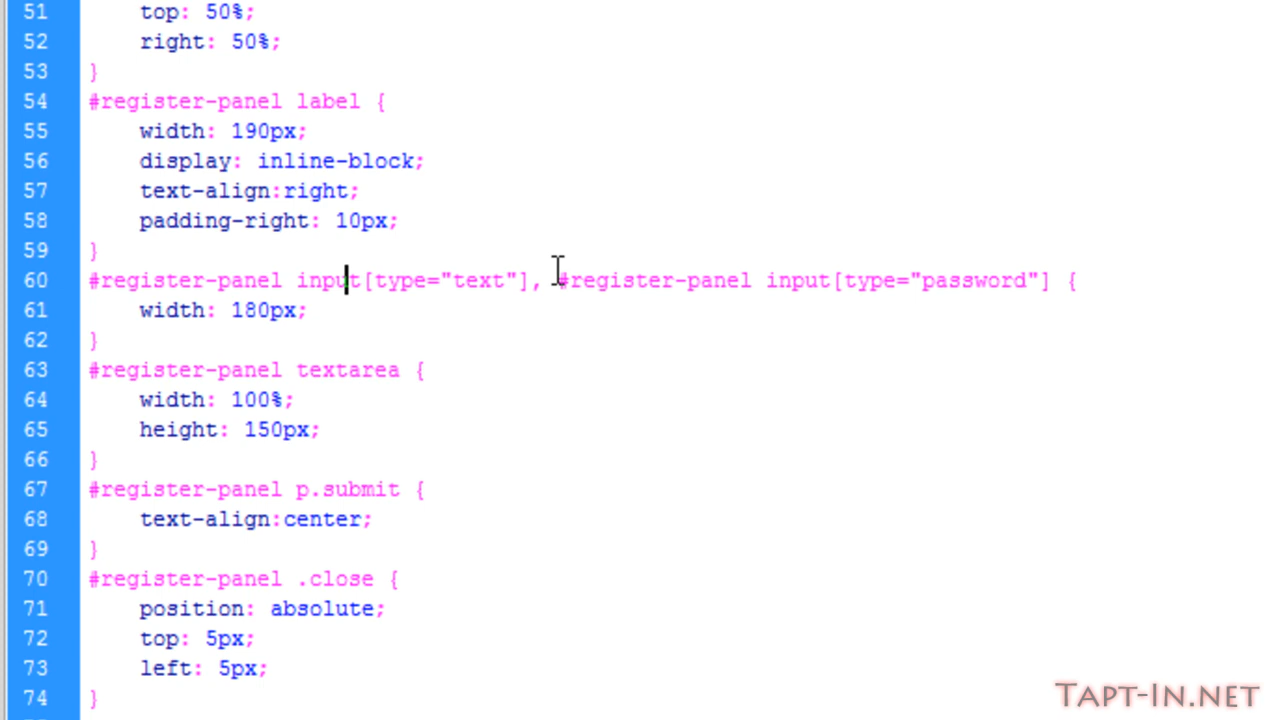 51 top: 50%;
52 right: 50%;
53 }
54 #register-panel label {
55 width: 190px;
56 display: inline-block;
57 text-align:right;
58 padding-right: 10px;
59 }
60 #register-panel input[type="text"], #register-panel input[type="password"] {
61 width: 180px;
62 }
63 #register-panel textarea {
64 width: 100%;
65 height: 150px;
66 }
67 #register-panel p.submit {
68 text-align:center;
69 }
70 #register-panel .close {
71 position: absolute;
72 top: 5px;
73 left: 5px;
74 }
TAPT-IN.NET